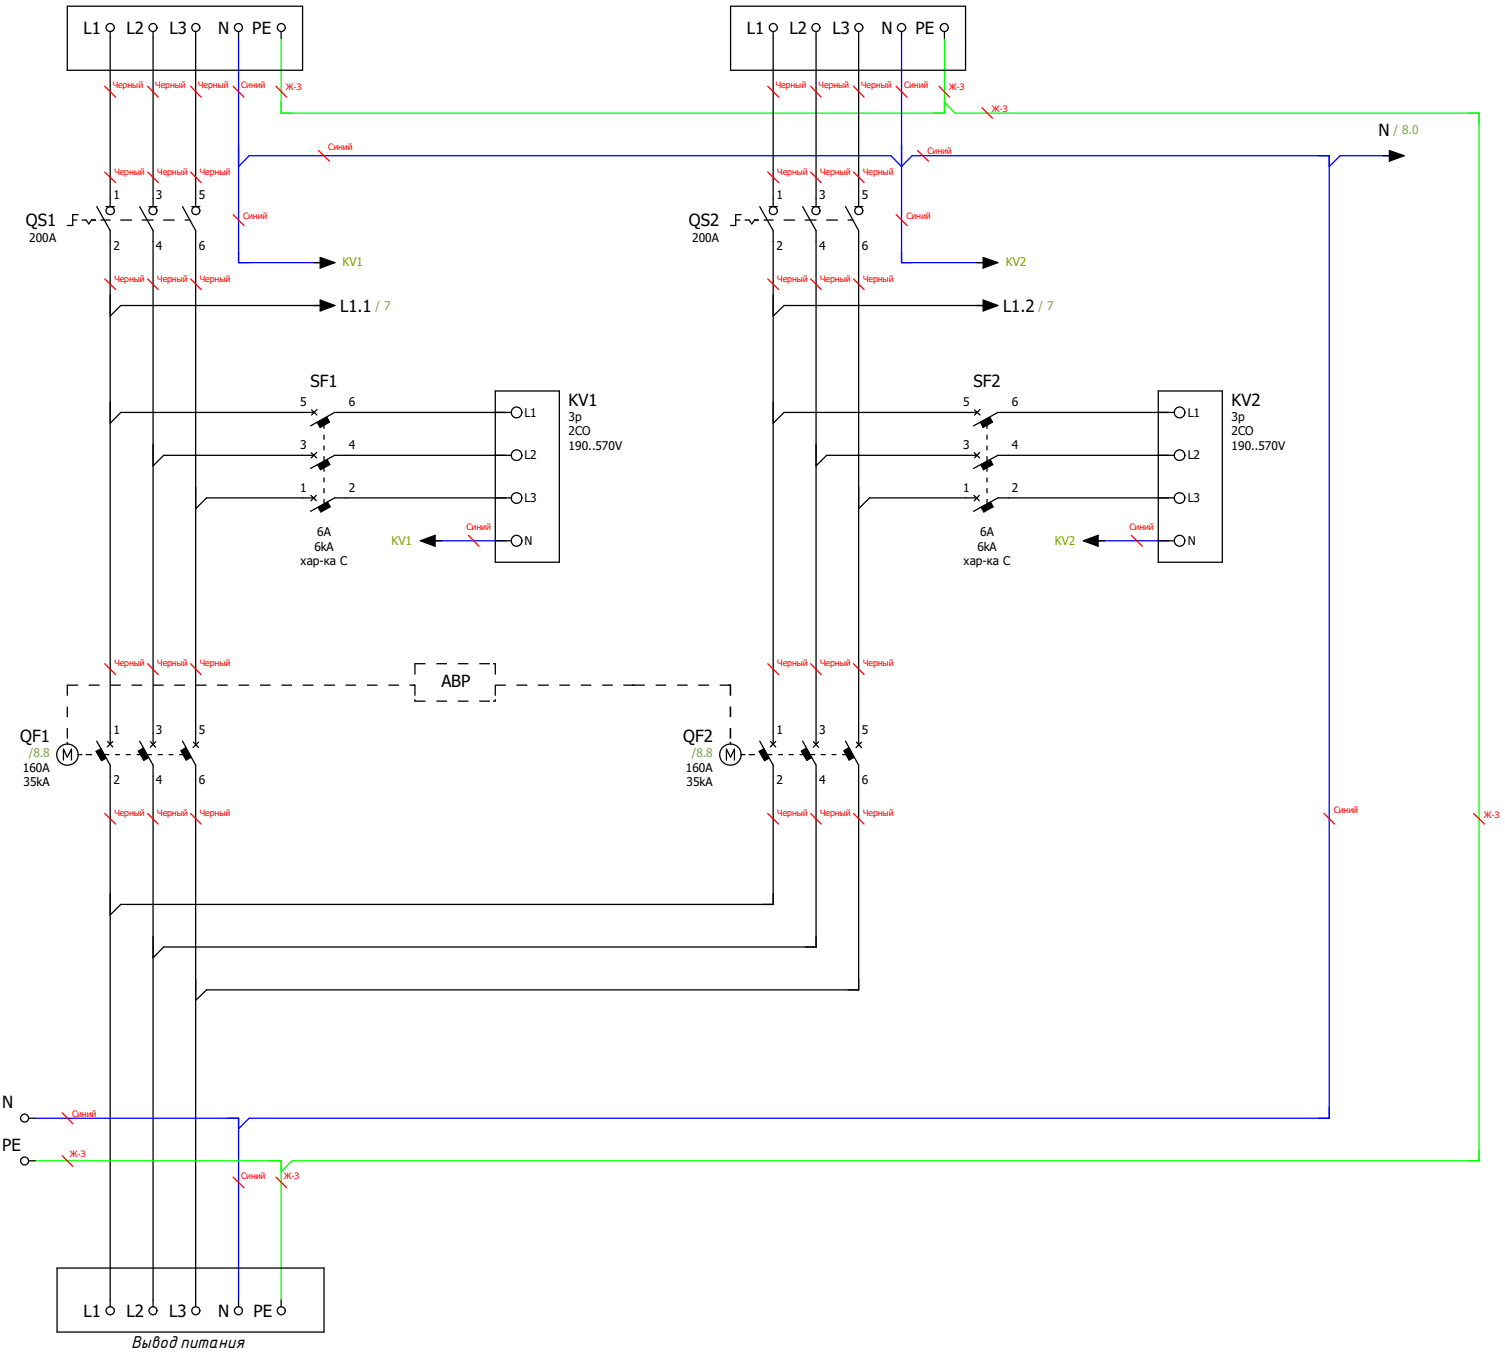 L1 L2 L3 N PE L1 L2 L3 N PE
Черный Черный Черный Синий Ж-З Черный Черный Черный Синий Ж-З
Ж-З
N / 8.0
Синий Синий
Черный Черный Черный Черный Черный Черный
1 3 5 1 3 5
QS1 Синий QS2 Синий
200A 200A
2 4 6 2 4 6
KV1 KV2
Черный Черный Черный Черный Черный Черный
L1.1 / 7 L1.2 / 7
SF1 SF2
5 6 KV1 5 6 KV2
L1 3p L1 3p
2CO 2CO
3 4 190..570V 3 4 190..570V
L2 L2
1 2 1 2
L3 L3
6A Синий 6A Синий
KV1 N KV2 N
6kA 6kA
хар-ка C хар-ка C
Черный Черный Черный Черный Черный Черный
АВР
1 3 5 1 3 5
QF1 QF2
/8.8 M /8.8 M
160A 160A
35kA 2 4 6 35kA 2 4 6
Черный Черный Черный Черный Черный Черный Синий Ж-З
N
Синий
PE
Ж-З
Синий Ж-З
L1 L2 L3 N PE
Вывод питания